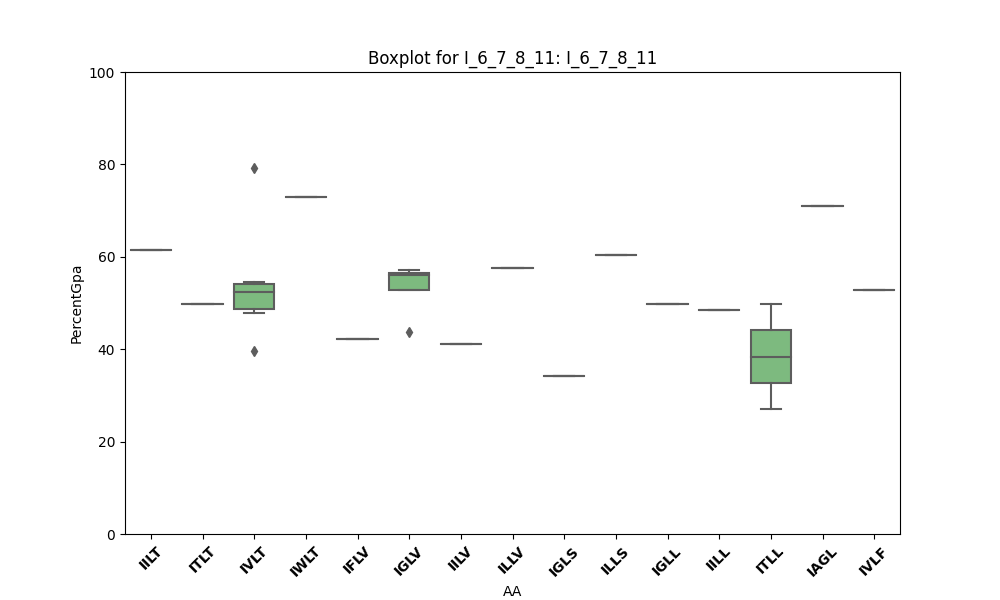 Boxplot for I_6_7_8_11: I_6_7_8_11
100
80
60
40
20
0
PercentGpa
IILT
ITLT
IVLT
IWLT
IFLV
IGLV
IILV
ILLV
IGLS
ILLS
IGLL
IILL
ITLL
IAGL
IVLF
AA